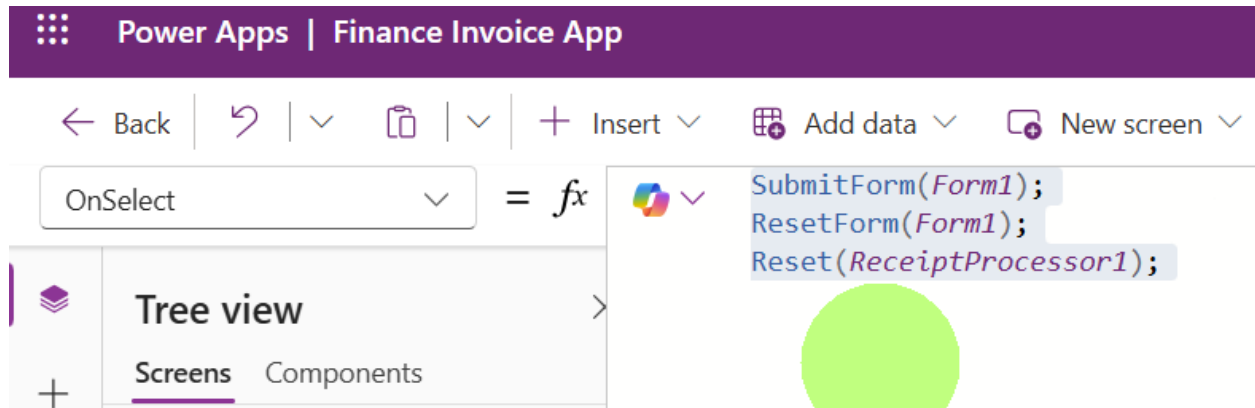 Power Apps | Finance Invoice App
Back Insert Add data New screen
OnSelect = fx
SubmitForm(Form1);
ResetForm(Form1);
Reset(ReceiptProcessor1);
Tree view
Screens Components